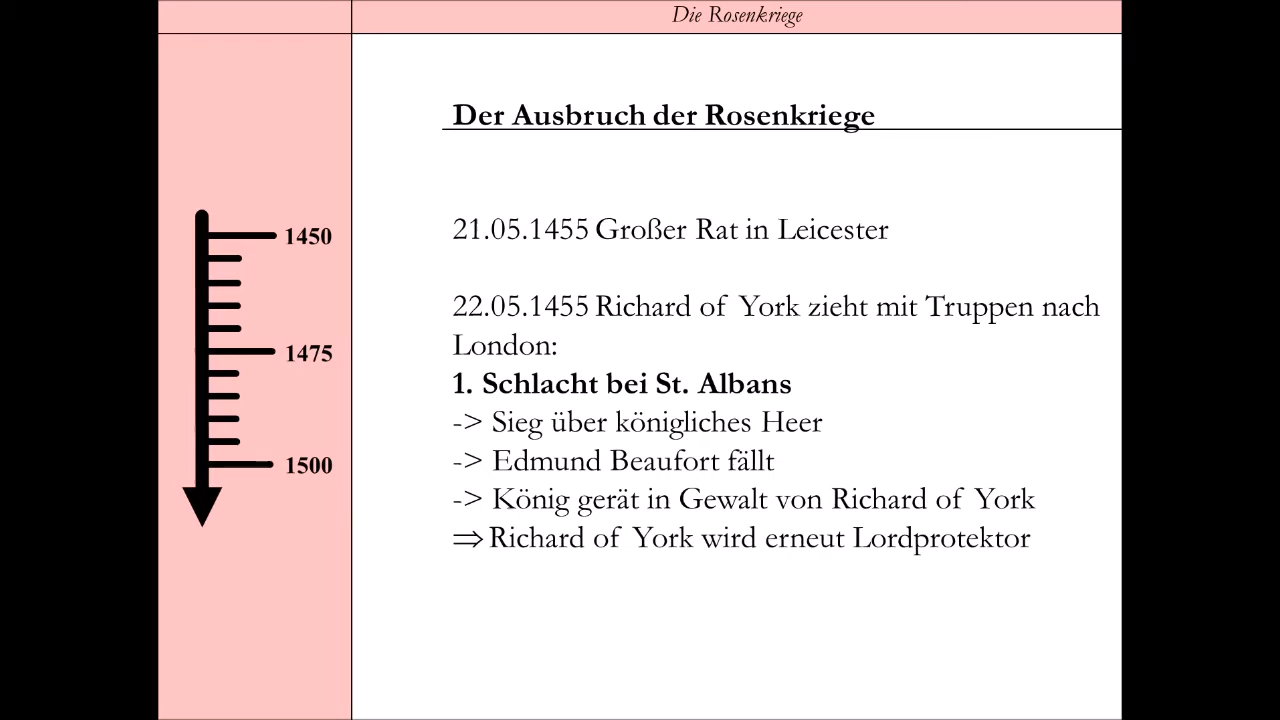 Die Rosenkriege
Der Ausbruch der Rosenkriege
1450
1475
1500
21.05.1455 Großer Rat in Leicester
22.05.1455 Richard of York zieht mit Truppen nach
London:
1. Schlacht bei St. Albans
-> Sieg über königliches Heer
-> Edmund Beaufort fällt
-> König gerät in Gewalt von Richard of York
⇒ Richard of York wird erneut Lordprotektor